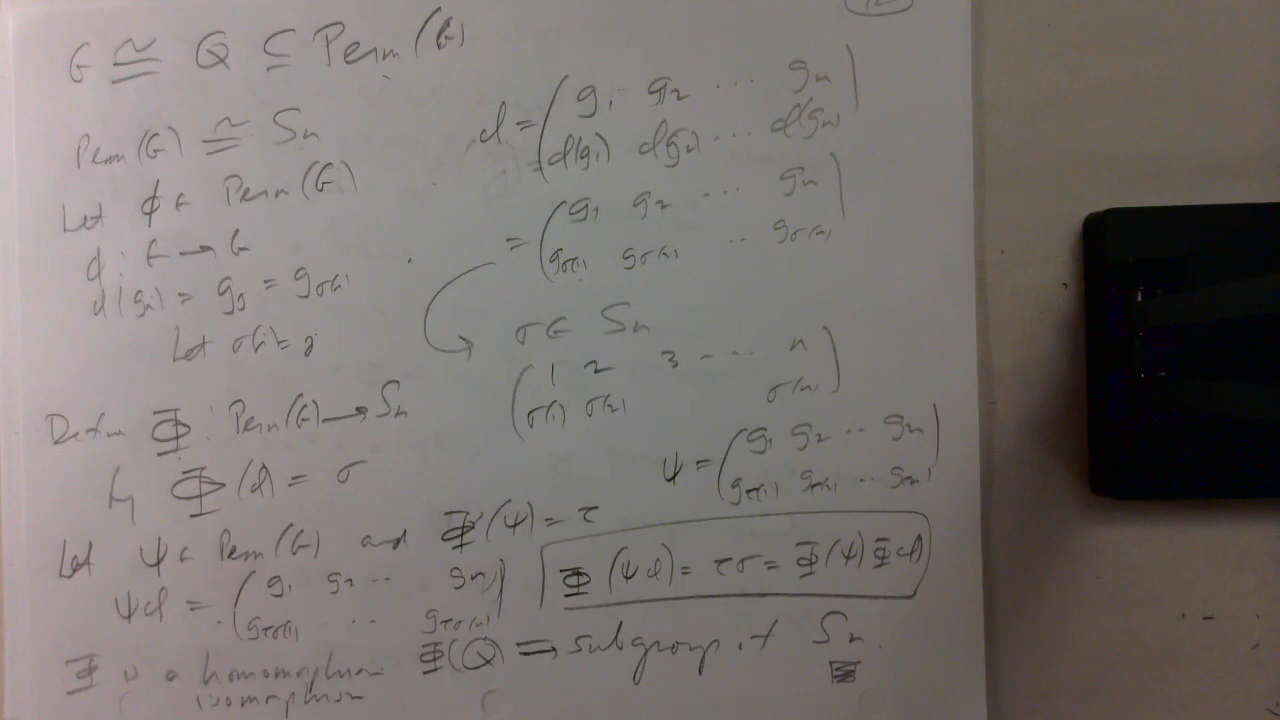 G ≅ Q ⊆ Perm(G)
Perm(G) ≅ Sn
Let ϕ ∈ Perm(G)
ϕ : G → G
ϕ(gi) = gj = gσ(i)
Let σ(i) = j
ϕ = ( g1 g2 ... gn )
( ϕ(g1) ϕ(g2) ... ϕ(gn) )
= ( g1 g2 ... gn )
( gσ(1) gσ(2) .. gσ(n) )
σ ∈ Sn
( 1 2 3 ... n )
( σ(1) σ(2) σ(n) )
Define Φ : Perm(G) → Sn
by Φ(ϕ) = σ
ψ = ( g1 g2 .. gn )
( gτ(1) gτ(2) .. gτ(n) )
Let ψ ∈ Perm(G) and Φ(ψ) = τ
ψϕ = ( g1 g2 .. gn )
( gτσ(1) .. gτσ(n) )
Φ(ψϕ) = τσ = Φ(ψ)Φ(ϕ)
Φ is a homomorphism
isomorphism
Φ(Q) ⇒ subgroup of Sn.